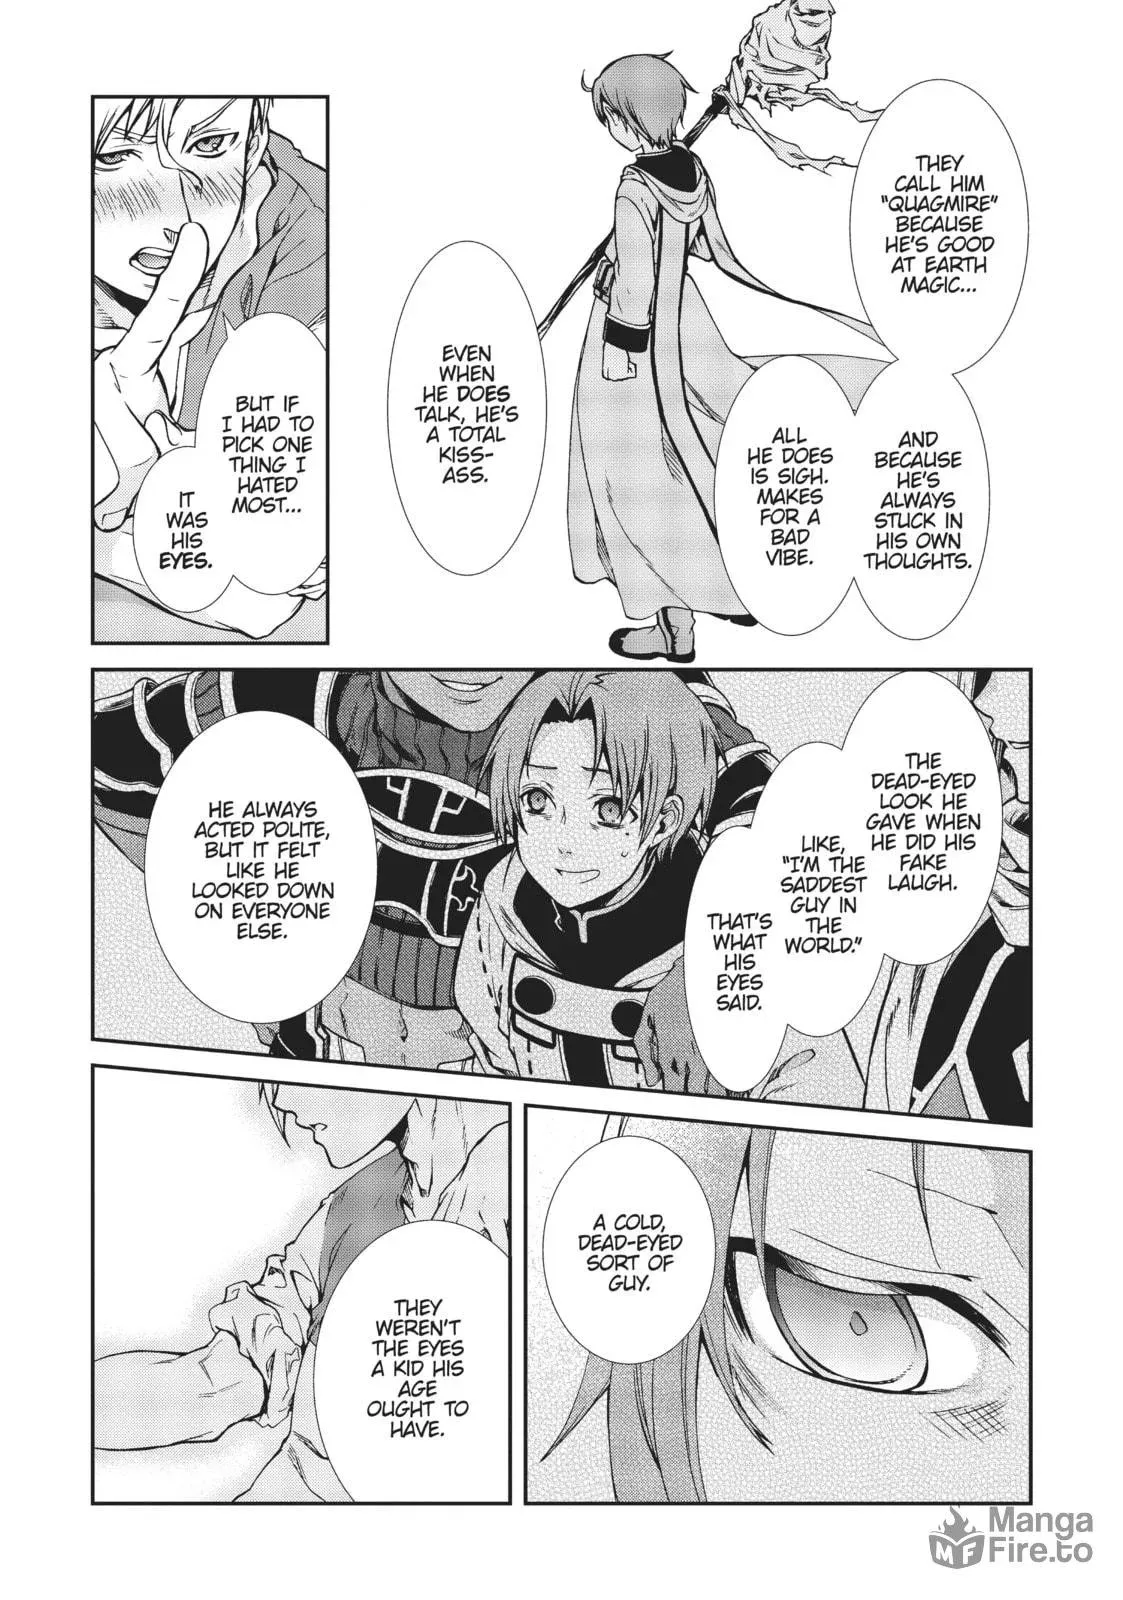 THEY
CALL HIM
"QUAGMIRE"
BECAUSE
HE'S GOOD
AT EARTH
MAGIC...
AND
BECAUSE
HE'S
ALWAYS
STUCK IN
HIS OWN
THOUGHTS.
ALL
HE DOES
IS SIGH.
MAKES
FOR A
BAD
VIBE.
EVEN
WHEN
HE DOES
TALK, HE'S
A TOTAL
KISS-
ASS.
BUT IF
I HAD TO
PICK ONE
THING I
HATED
MOST...
IT
WAS
HIS
EYES.
THE
DEAD-EYED
LOOK HE
GAVE WHEN
HE DID HIS
FAKE
LAUGH.
LIKE,
"I'M THE
SADDEST
GUY IN
THE
WORLD."
THAT'S
WHAT
HIS
EYES
SAID.
HE ALWAYS
ACTED POLITE,
BUT IT FELT
LIKE HE
LOOKED DOWN
ON EVERYONE
ELSE.
A COLD,
DEAD-EYED
SORT OF
GUY.
THEY
WEREN'T
THE EYES
A KID HIS
AGE
OUGHT TO
HAVE.
MF
Manga
Fire.to